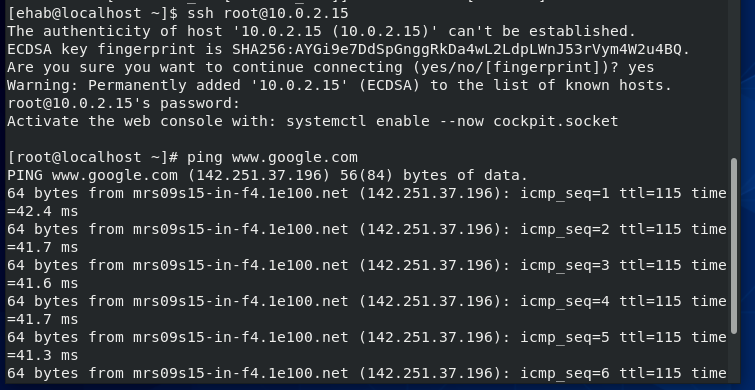 [ehab@localhost ~]$ ssh root@10.0.2.15
The authenticity of host '10.0.2.15 (10.0.2.15)' can't be established.
ECDSA key fingerprint is SHA256:AYGi9e7DdSpGnggRkDa4wL2LdpLWnJ53rVym4W2u4BQ.
Are you sure you want to continue connecting (yes/no/[fingerprint])? yes
Warning: Permanently added '10.0.2.15' (ECDSA) to the list of known hosts.
root@10.0.2.15's password:
Activate the web console with: systemctl enable --now cockpit.socket
[root@localhost ~]# ping www.google.com
PING www.google.com (142.251.37.196) 56(84) bytes of data.
64 bytes from mrs09s15-in-f4.1e100.net (142.251.37.196): icmp_seq=1 ttl=115 time
=42.4 ms
64 bytes from mrs09s15-in-f4.1e100.net (142.251.37.196): icmp_seq=2 ttl=115 time
=41.7 ms
64 bytes from mrs09s15-in-f4.1e100.net (142.251.37.196): icmp_seq=3 ttl=115 time
=41.6 ms
64 bytes from mrs09s15-in-f4.1e100.net (142.251.37.196): icmp_seq=4 ttl=115 time
=41.7 ms
64 bytes from mrs09s15-in-f4.1e100.net (142.251.37.196): icmp_seq=5 ttl=115 time
=41.3 ms
64 bytes from mrs09s15-in-f4.1e100.net (142.251.37.196): icmp_seq=6 ttl=115 time